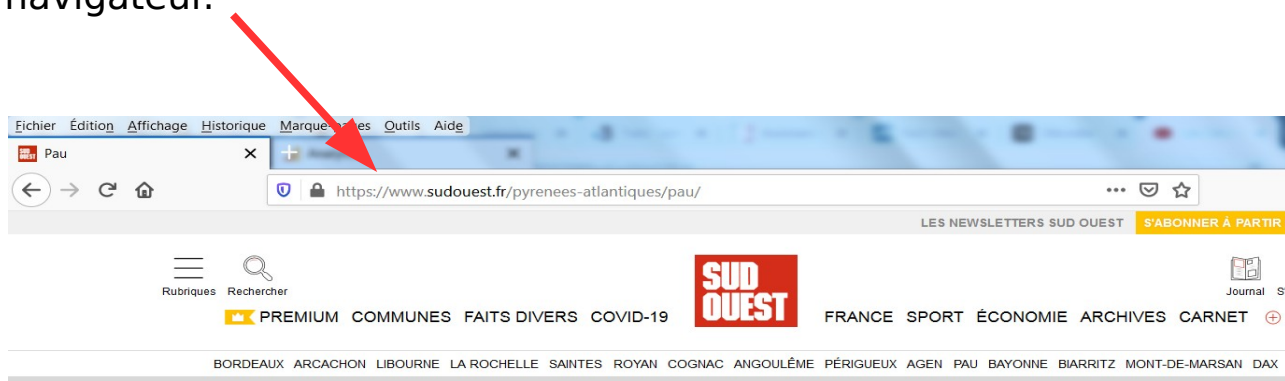 navigateur.
Fichier Édition Affichage Historique Marque-pages Outils Aide
Pau
https://www.sudouest.fr/pyrenees-atlantiques/pau/
LES NEWSLETTERS SUD OUEST S'ABONNER À PARTIR
SUD
OUEST
Rubriques Rechercher Journal
PREMIUM COMMUNES FAITS DIVERS COVID-19 FRANCE SPORT ÉCONOMIE ARCHIVES CARNET
BORDEAUX ARCACHON LIBOURNE LA ROCHELLE SAINTES ROYAN COGNAC ANGOULÊME PÉRIGUEUX AGEN PAU BAYONNE BIARRITZ MONT-DE-MARSAN DAX